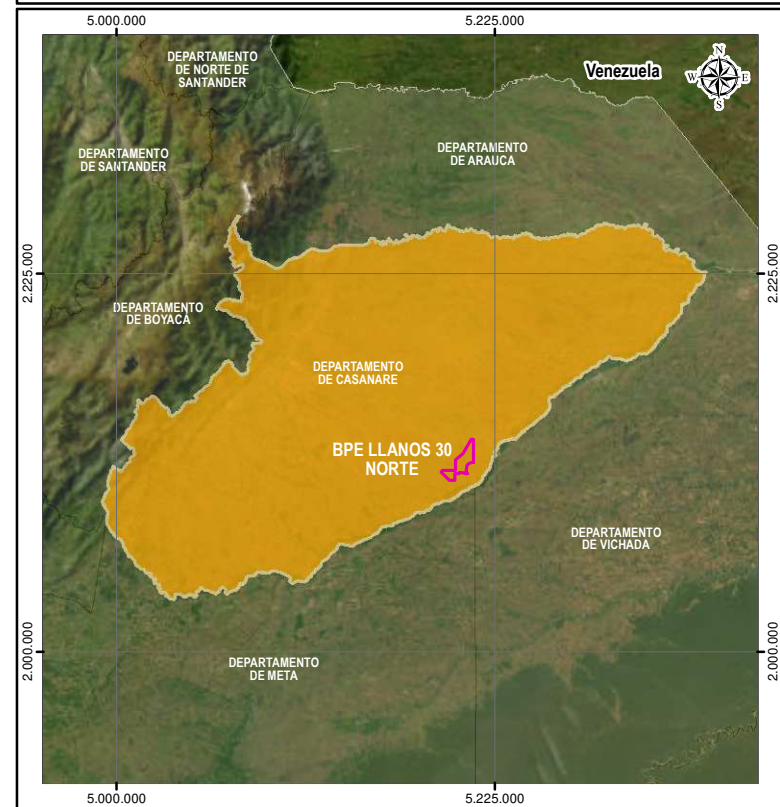 5.000.000
5.225.000
DEPARTAMENTO
DE NORTE DE
SANTANDER
Venezuela
N
W
E
S
DEPARTAMENTO
DE SANTANDER
DEPARTAMENTO
DE ARAUCA
2.225.000
2.225.000
DEPARTAMENTO
DE BOYACÁ
DEPARTAMENTO
DE CASANARE
BPE LLANOS 30
NORTE
DEPARTAMENTO
DE VICHADA
2.000.000
2.000.000
DEPARTAMENTO
DE META
5.000.000
5.225.000